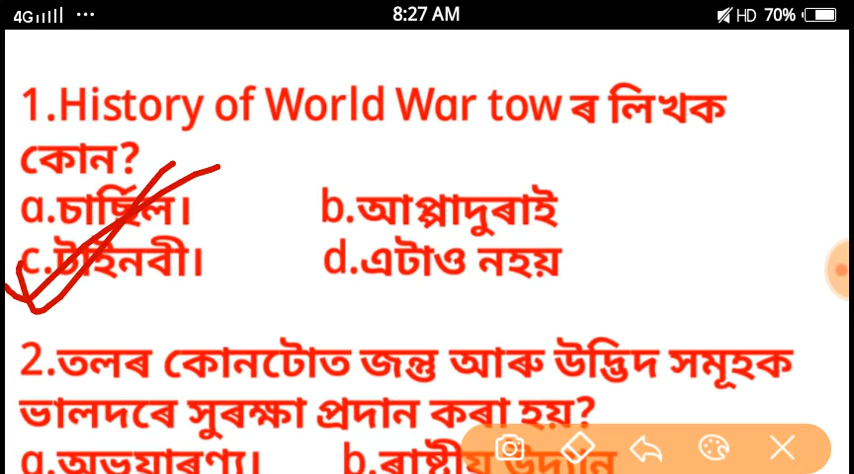 4G 8:27 AM HD 70%
1.History of World War tow ৰ লিখক
কোন?
a.চাৰ্ছিল। b.আপ্পাদুৰাই
c.টাইনবী। d.এটাও নহয়
2.তলৰ কোনটোত জন্তু আৰু উদ্ভিদ সমূহক
ভালদৰে সুৰক্ষা প্ৰদান কৰা হয়?
a.অভয়াৰণ্য। b.ৰাষ্টীয় উদ্যান